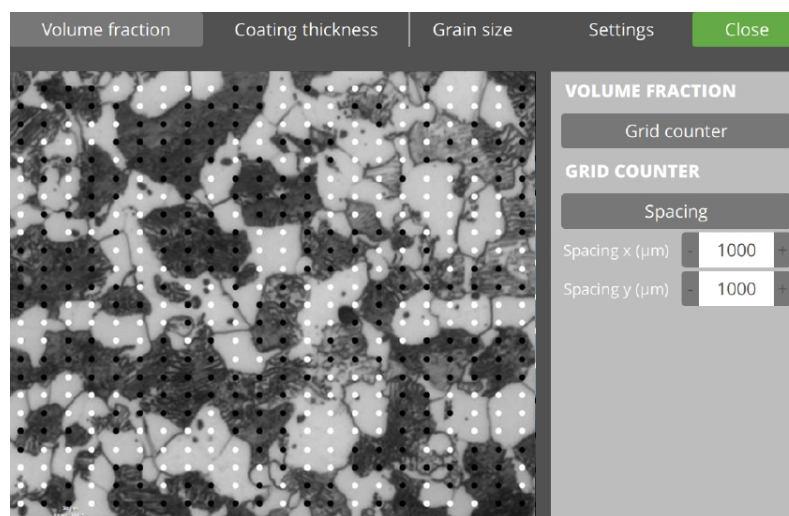 Volume fraction Coating thickness Grain size Settings Close
VOLUME FRACTION
Grid counter
GRID COUNTER
Spacing
Spacing x (μm) - 1000 +
Spacing y (μm) - 1000 +